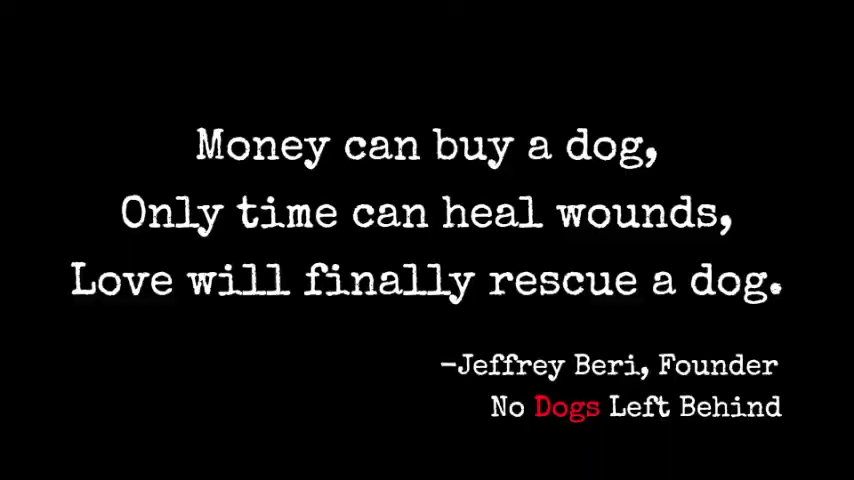 Money can buy a dog,
Only time can heal wounds,
Love will finally rescue a dog.
-Jeffrey Beri, Founder
No Dogs Left Behind